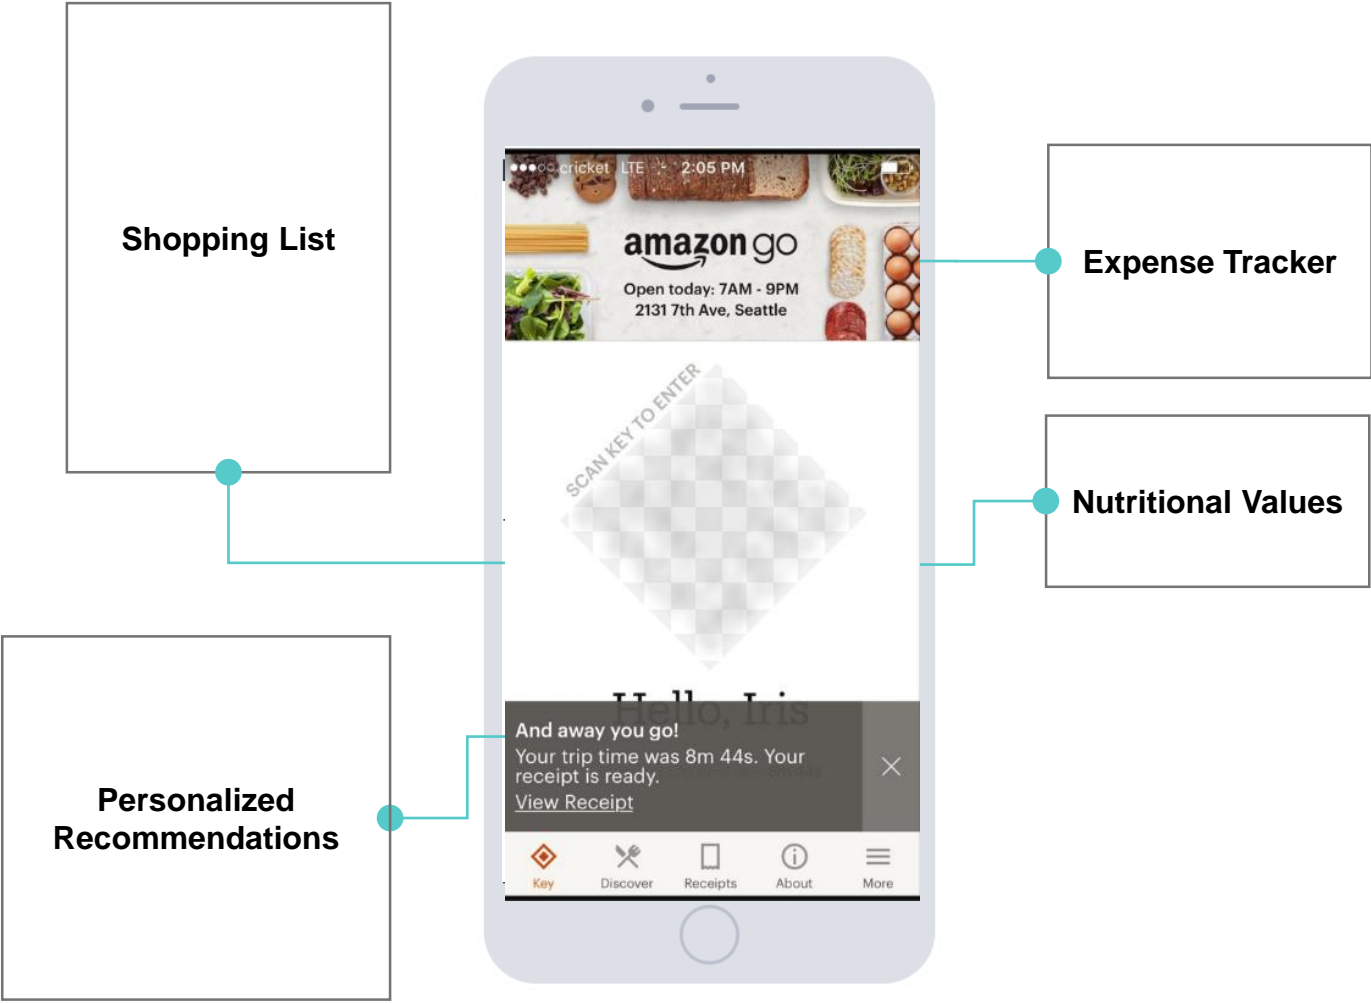 Shopping List
cricket LTE 2:05 PM
amazon go
Open today: 7AM - 9PM
2131 7th Ave, Seattle
Expense Tracker
SCAN KEY TO ENTER
Nutritional Values
Hello, Iris
And away you go!
Your trip time was 8m 44s. Your
receipt is ready.
View Receipt
Personalized
Recommendations
Key Discover Receipts About More